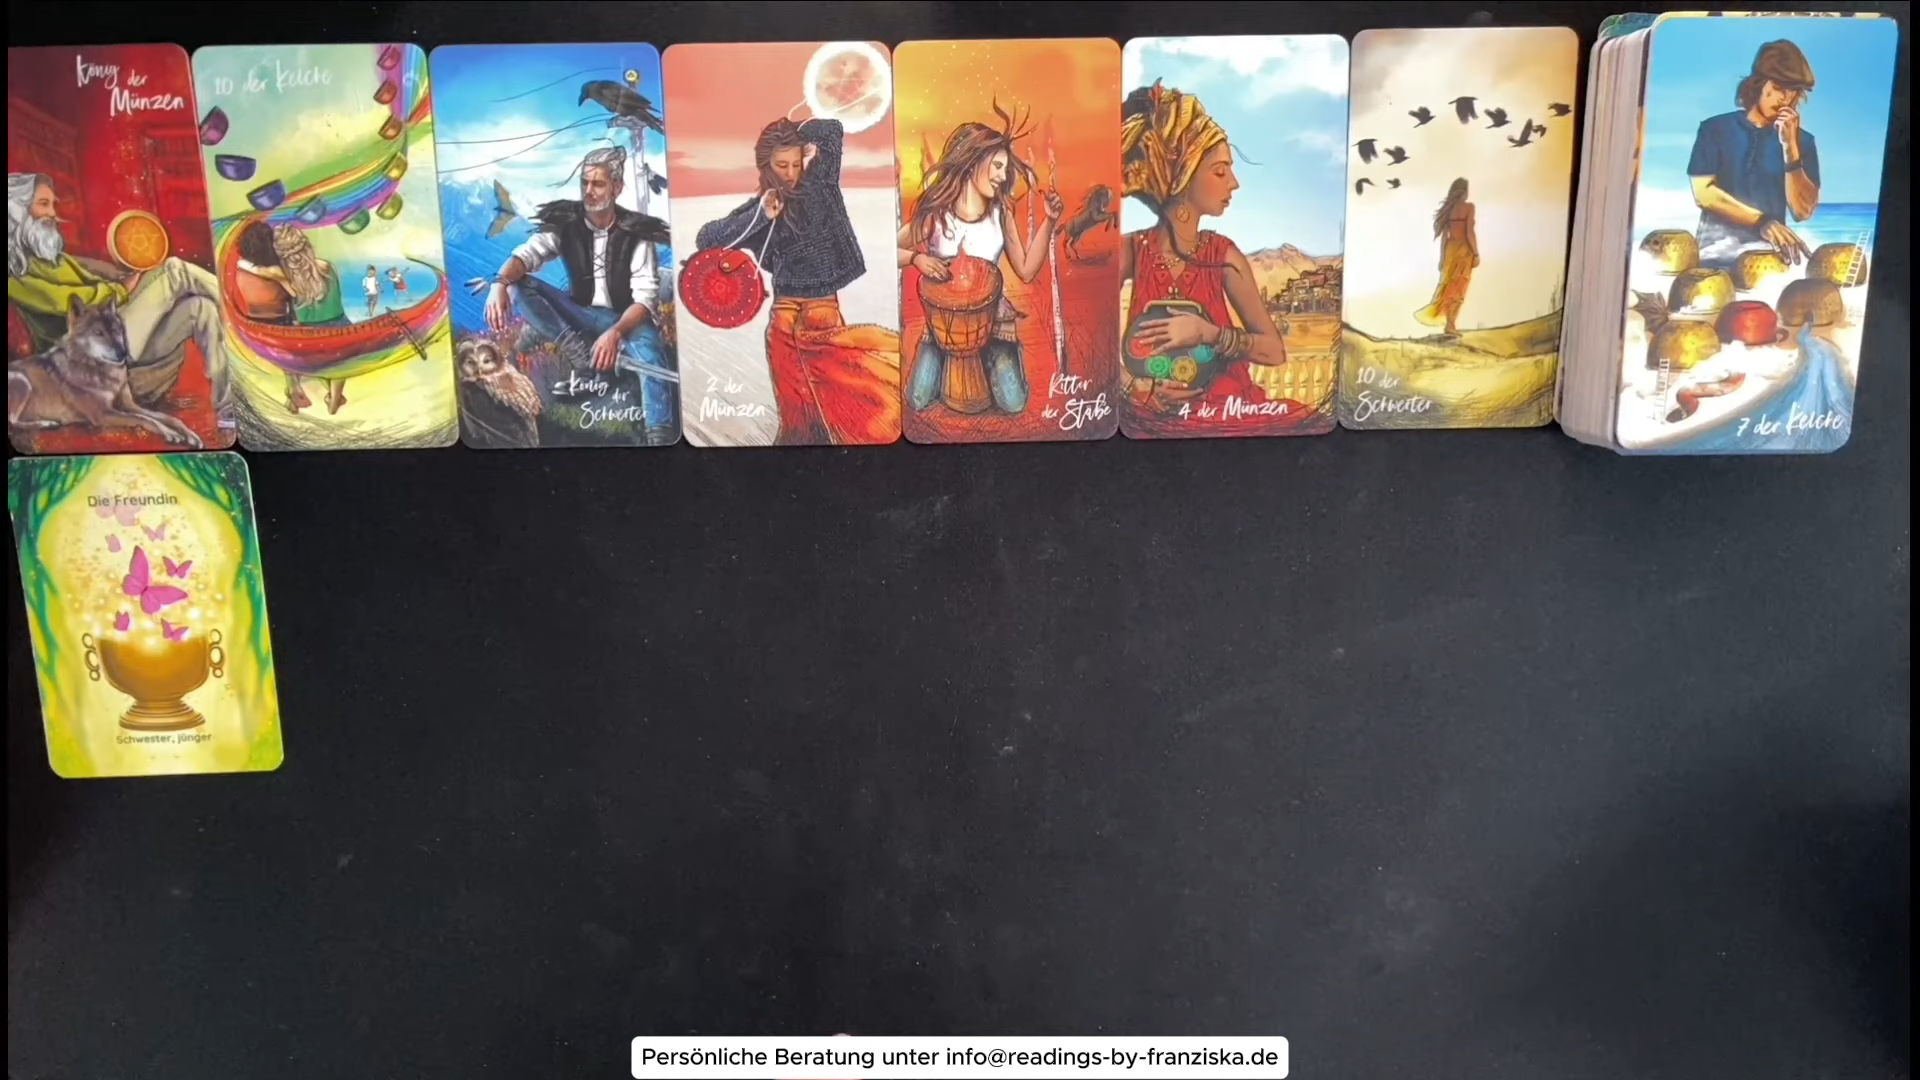 König der
Münzen
10 der Kelche
König
der
Schwerter
2 der
Münzen
Ritter
der Stäbe
4 der Münzen
10 der
Schwerter
7 der Kelche
Die Freundin
Schwester, jünger
Persönliche Beratung unter info@readings-by-franziska.de